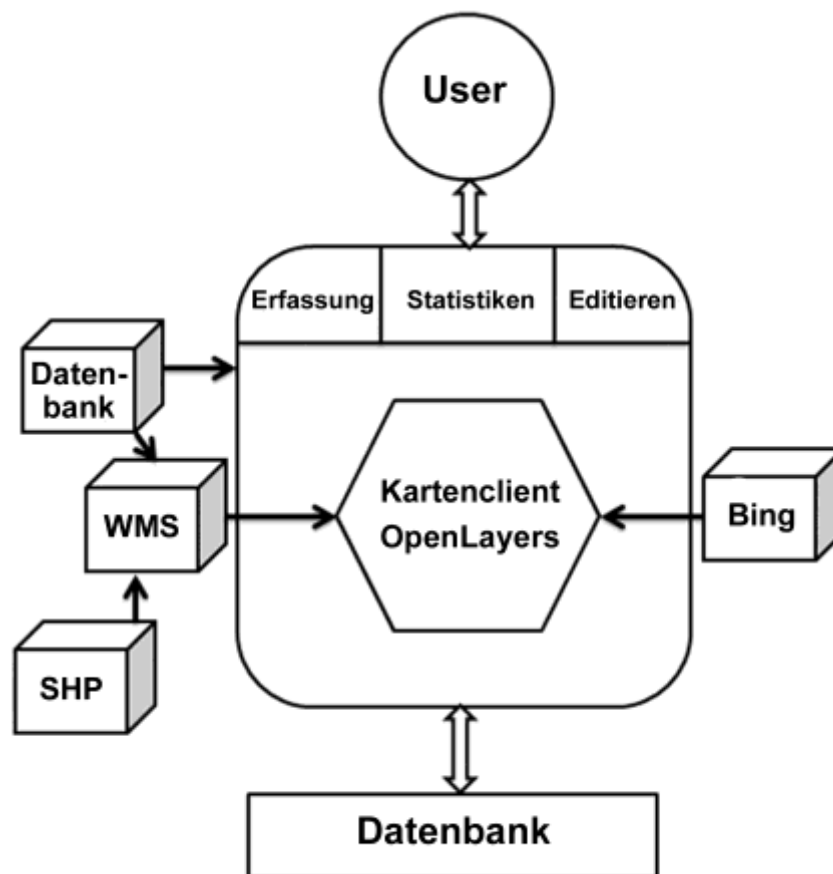 User
Erfassung Statistiken Editieren
Daten-
bank
Kartenclient
OpenLayers
WMS
Bing
SHP
Datenbank